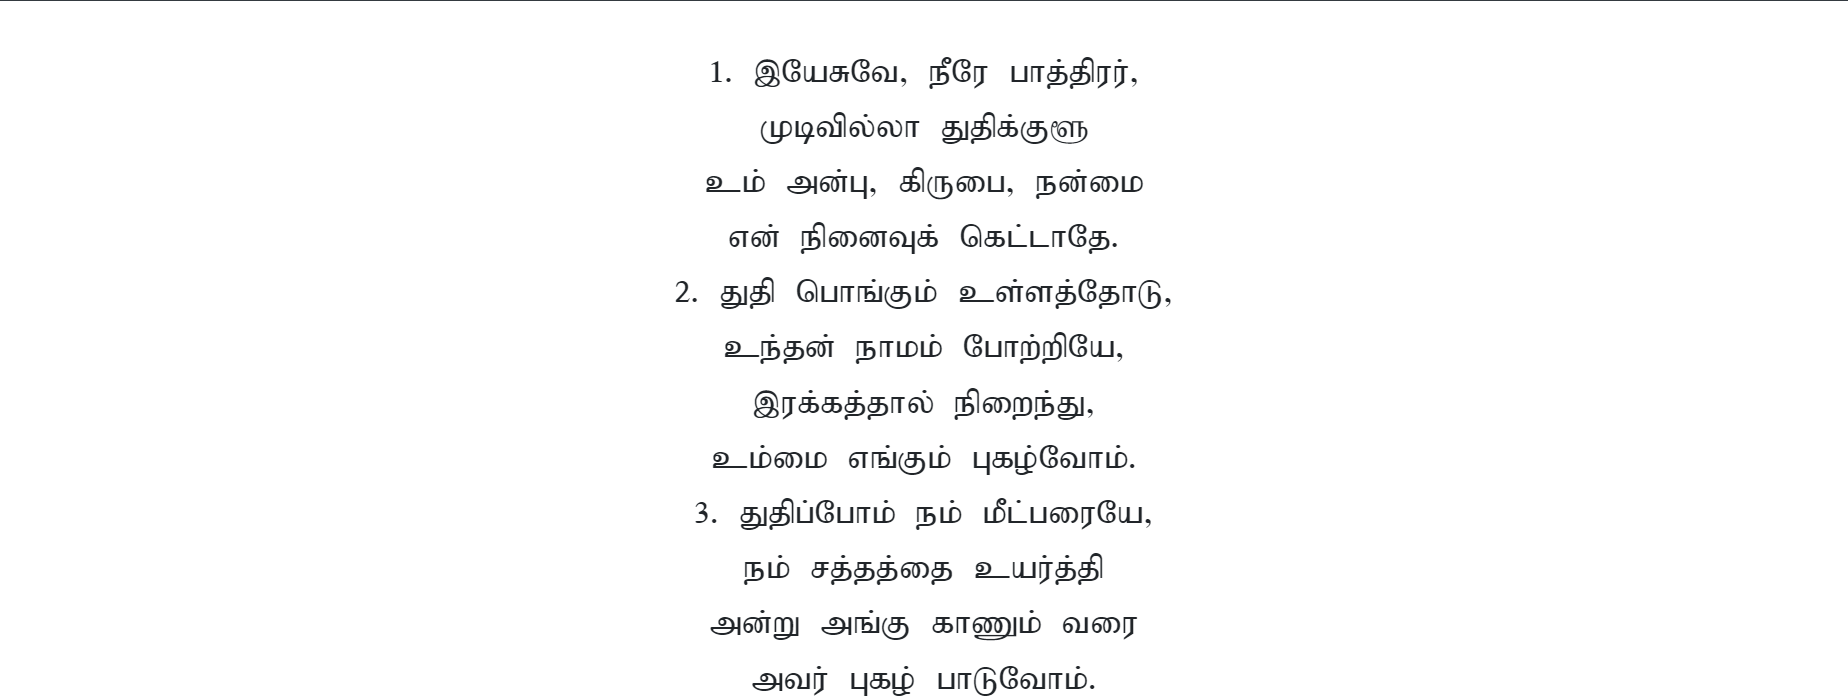 1. இயேசுவே, நீரே பாத்திரர்,
முடிவில்லா துதிக்குளூ
உம் அன்பு, கிருபை, நன்மை
என் நினைவுக் கெட்டாதே.
2. துதி பொங்கும் உள்ளத்தோடு,
உந்தன் நாமம் போற்றியே,
இரக்கத்தால் நிறைந்து,
உம்மை எங்கும் புகழ்வோம்.
3. துதிப்போம் நம் மீட்பரையே,
நம் சத்தத்தை உயர்த்தி
அன்று அங்கு காணும் வரை
அவர் புகழ் பாடுவோம்.